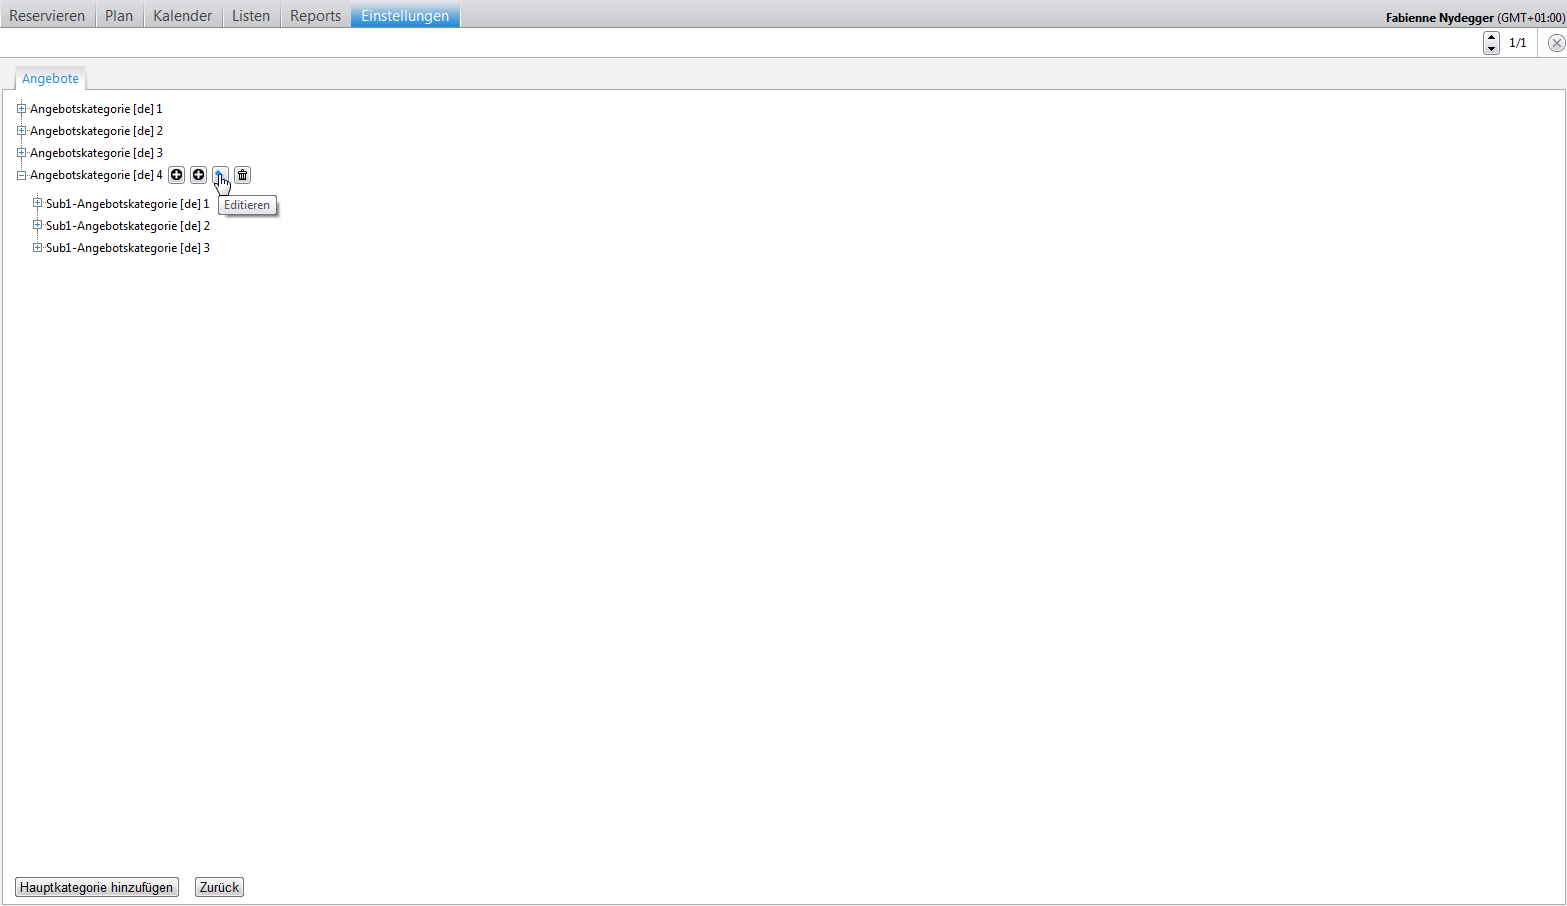 Reservieren Plan Kalender Listen Reports Einstellungen Fabienne Nydegger (GMT+01:00)
1/1
Angebote
Angebotskategorie [de] 1
Angebotskategorie [de] 2
Angebotskategorie [de] 3
Angebotskategorie [de] 4
Sub1-Angebotskategorie [de] 1 Editieren
Sub1-Angebotskategorie [de] 2
Sub1-Angebotskategorie [de] 3
Hauptkategorie hinzufügen Zurück